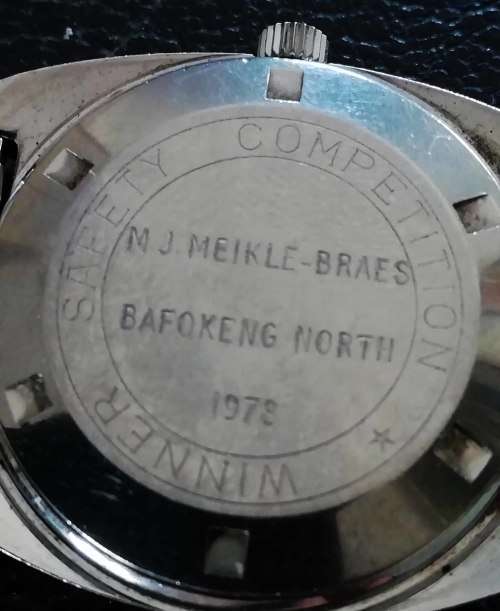 SAFETY COMPETITION
WINNER
M J. MEIKLE-BRAES
BAFOKENG NORTH
1978